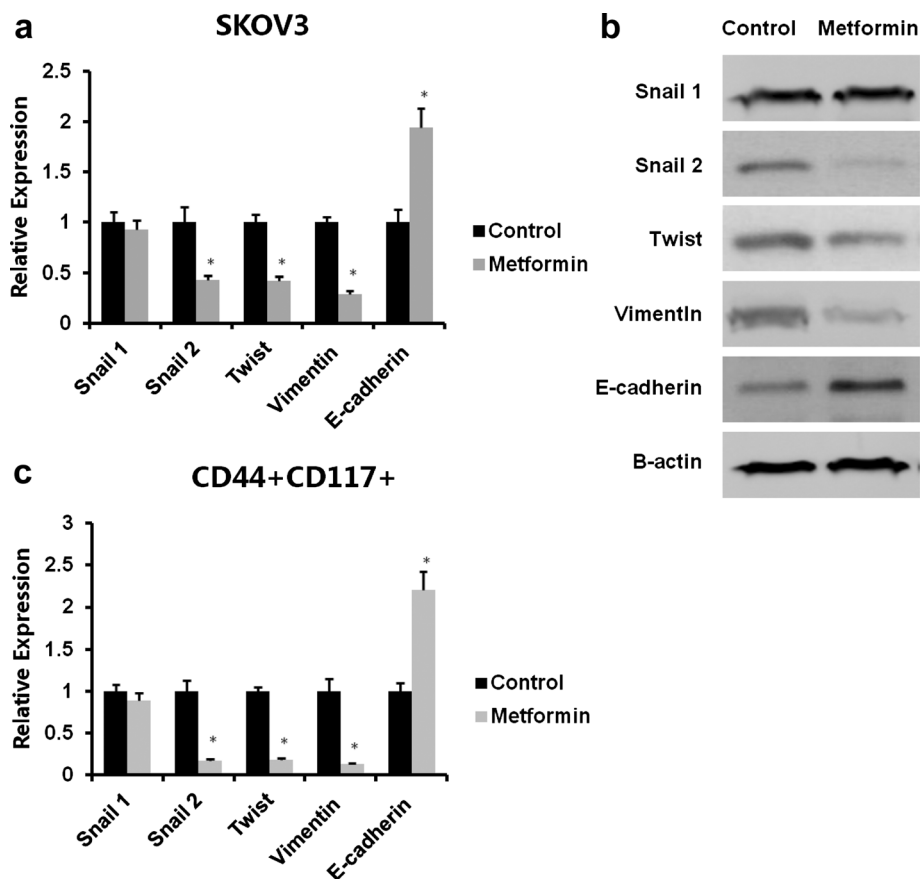 a
SKOV3
Relative Expression
2.5
2
1.5
1
0.5
0
*
*
*
*
Snail 1
Snail 2
Twist
Vimentin
E-cadherin
Control
Metformin
b
Control Metformin
Snail 1
Snail 2
Twist
VimentIn
E-cadherin
B-actin
c
CD44+CD117+
Relative Expression
3
2.5
2
1.5
1
0.5
0
*
*
*
*
Snail 1
Snail 2
Twist
Vimentin
E-cadherin
Control
Metformin